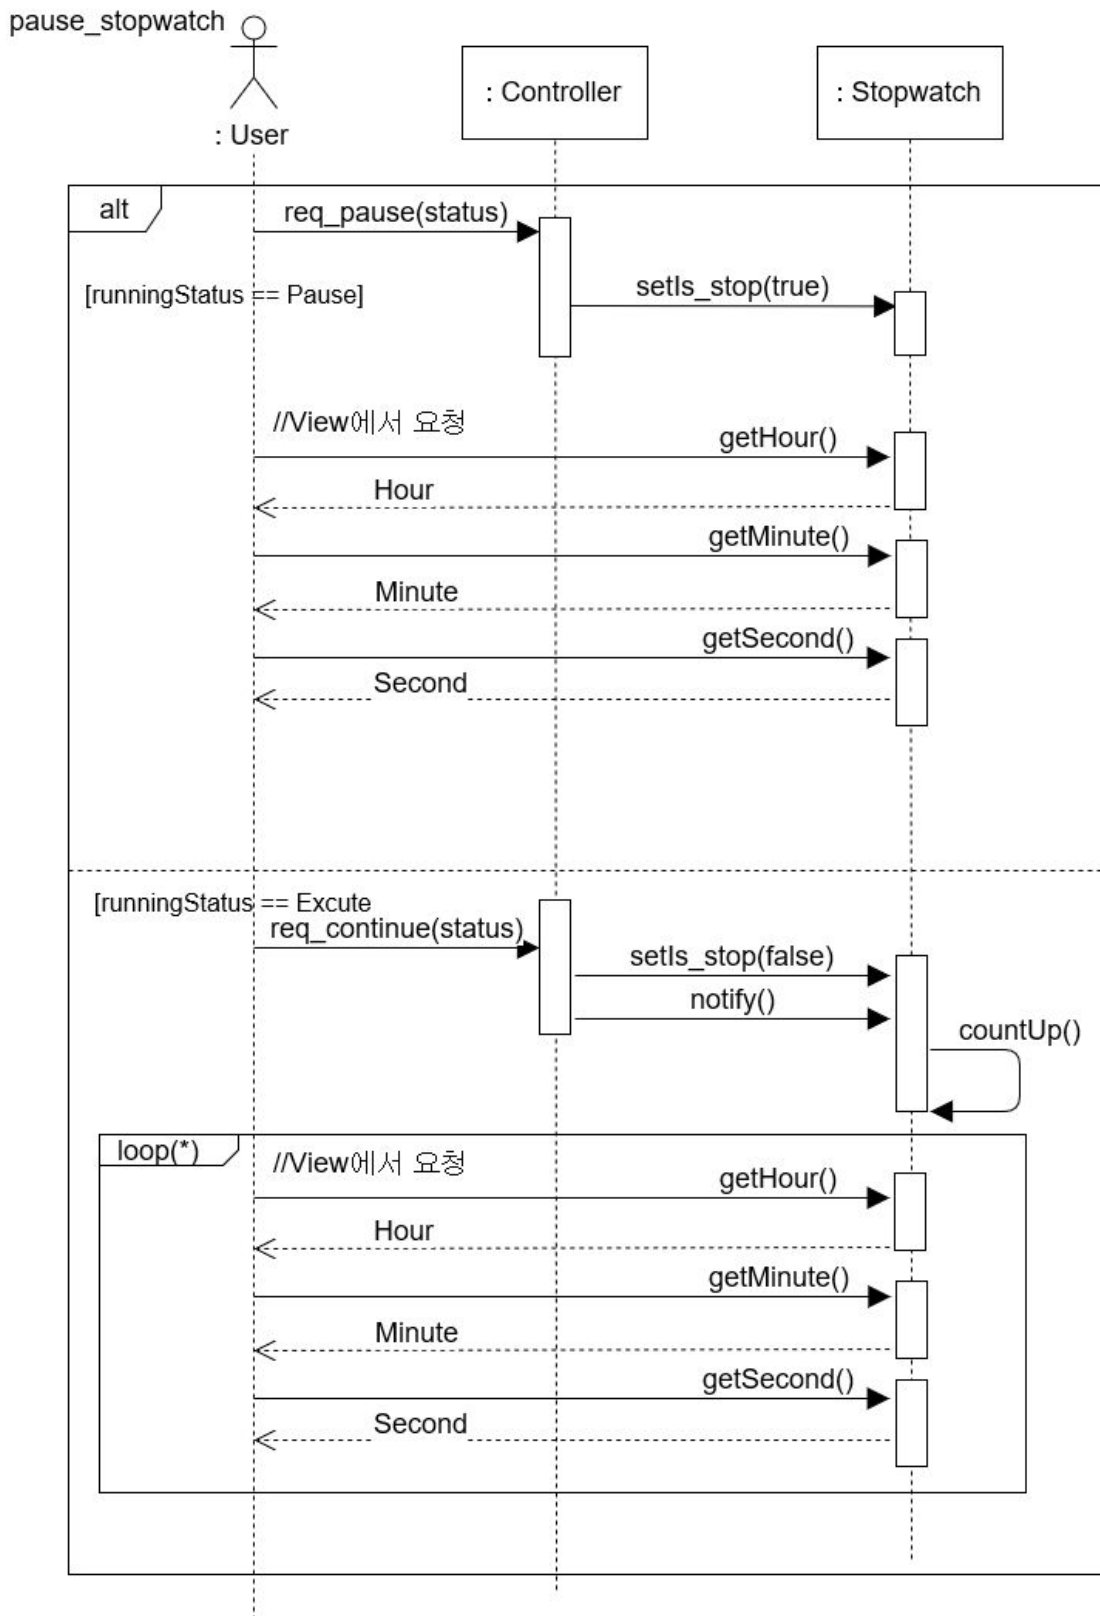 pause_stopwatch
: User
: Controller
: Stopwatch
alt
req_pause(status)
[runningStatus == Pause]
setIs_stop(true)
//View에서 요청
getHour()
Hour
getMinute()
Minute
getSecond()
Second
[runningStatus == Excute
req_continue(status)
setIs_stop(false)
notify()
countUp()
loop(*)
//View에서 요청
getHour()
Hour
getMinute()
Minute
getSecond()
Second